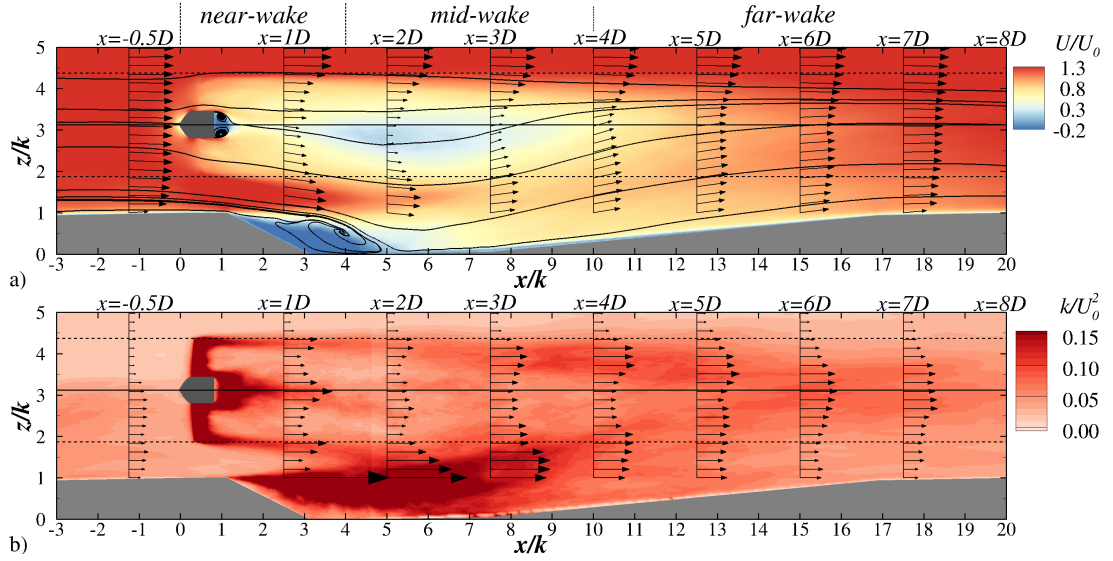 near-wake mid-wake far-wake
x=-0.5D x=1D x=2D x=3D x=4D x=5D x=6D x=7D x=8D
U/U0
1.3
0.8
0.3
-0.2
5
4
3
2
1
0
z/k
-3 -2 -1 0 1 2 3 4 5 6 7 8 9 10 11 12 13 14 15 16 17 18 19 20
a) x/k
x=-0.5D x=1D x=2D x=3D x=4D x=5D x=6D x=7D x=8D
k/U0^2
0.15
0.10
0.05
0.00
5
4
3
2
1
0
z/k
-3 -2 -1 0 1 2 3 4 5 6 7 8 9 10 11 12 13 14 15 16 17 18 19 20
b) x/k